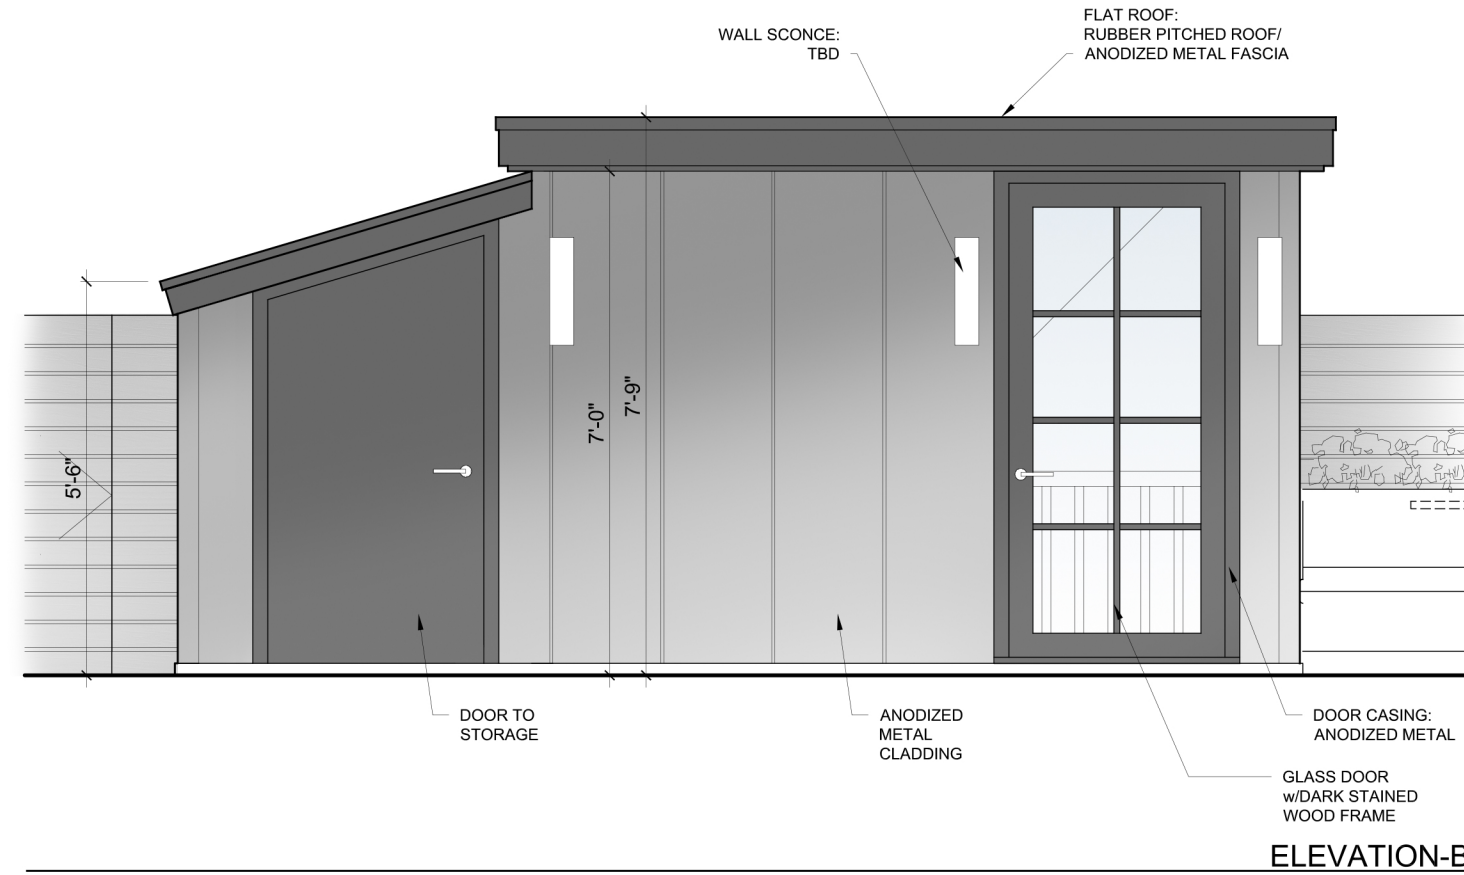 FLAT ROOF:
RUBBER PITCHED ROOF/
ANODIZED METAL FASCIA
WALL SCONCE:
TBD
7'-9"
7'-0"
5'-6"
DOOR TO
STORAGE
ANODIZED
METAL
CLADDING
DOOR CASING:
ANODIZED METAL
GLASS DOOR
w/DARK STAINED
WOOD FRAME
ELEVATION-B